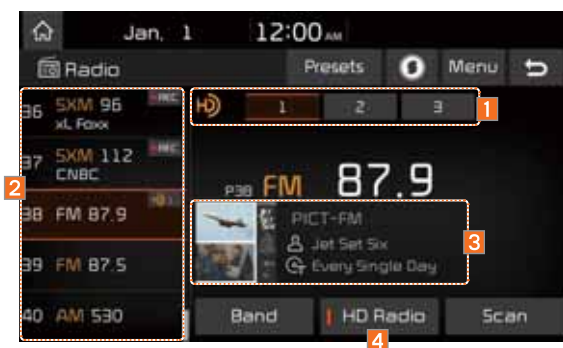 Jan, 1 12:00 AM
Radio Presets Menu
36 SXM 96
xL Foxx
37 SXM 112
CNBC
38 FM 87.9
39 FM 87.5
40 AM 530
2
HD 1 2 3
1
P38 FM 87.9
PICT-FM
Jet Set Six
Every Single Day
3
Band HD Radio Scan
4